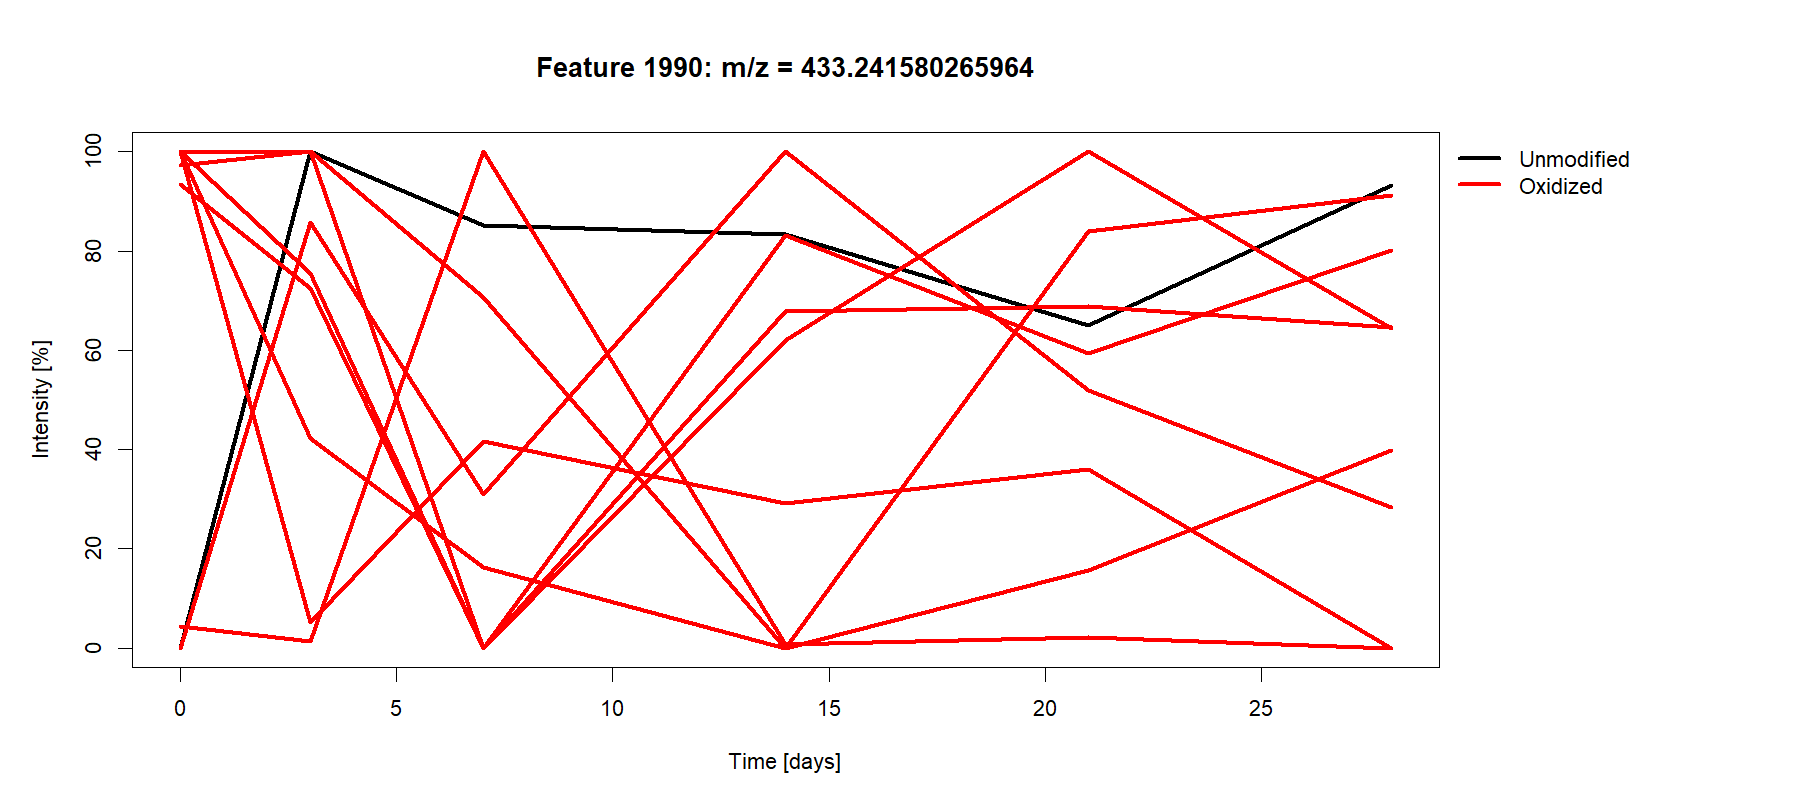 Feature 1990: m/z = 433.241580265964
Unmodified
Oxidized
100
80
60
40
20
0
Intensity [%]
0 5 10 15 20 25
Time [days]